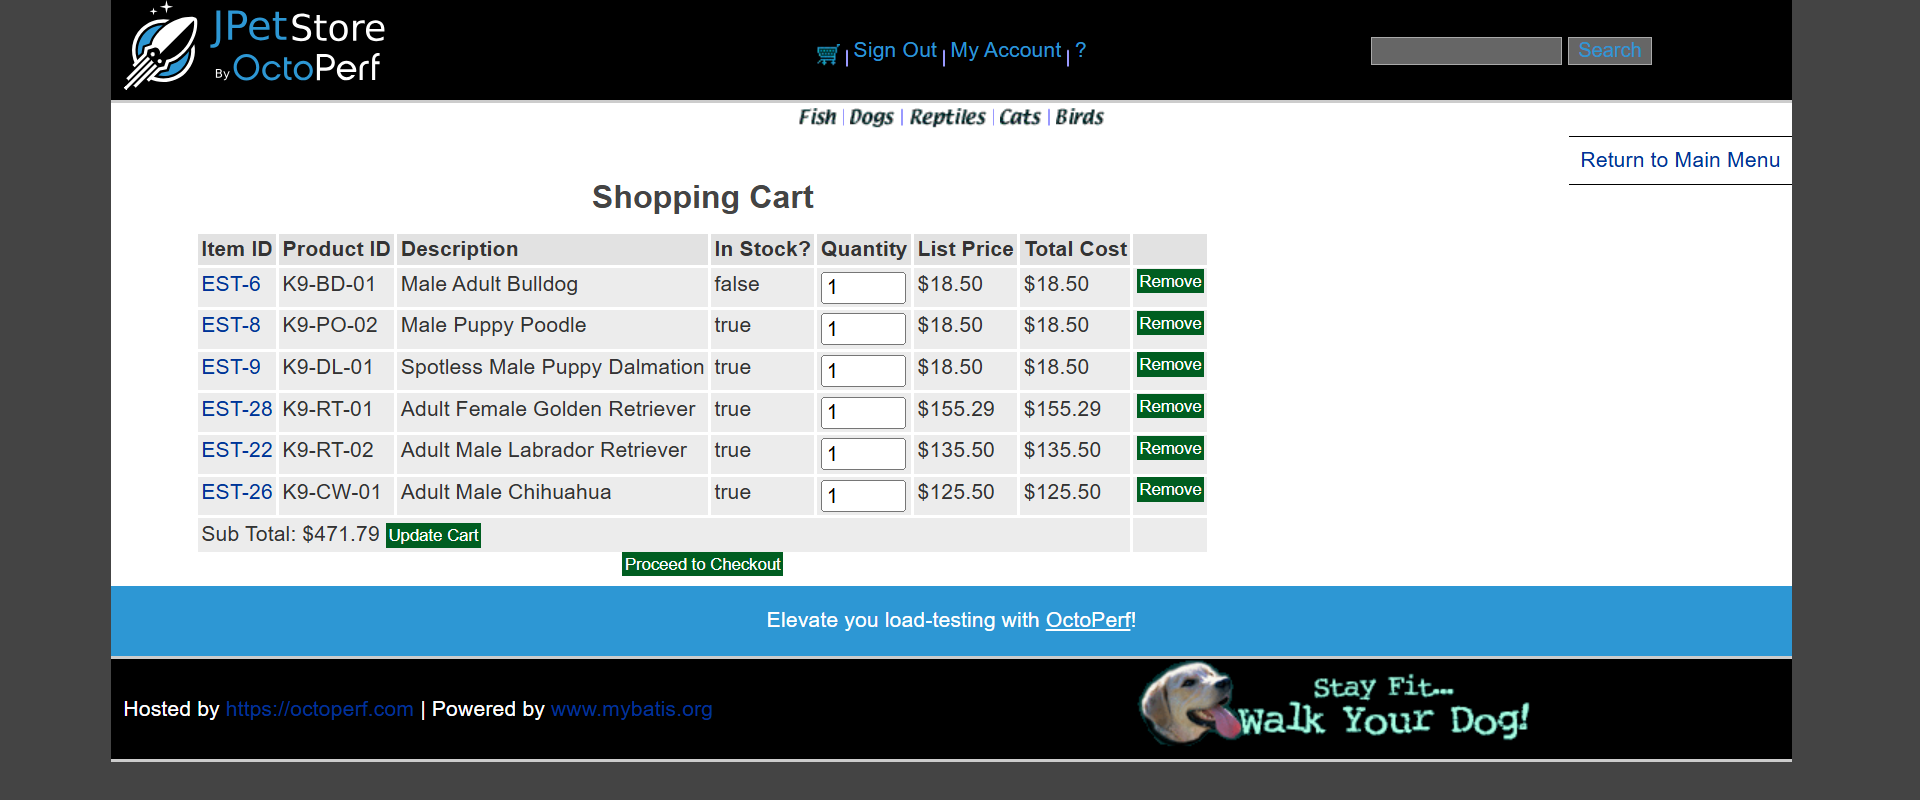 JPetStore
By OctoPerf
Sign Out | My Account | ?
Search
Fish | Dogs | Reptiles | Cats | Birds
Return to Main Menu
Shopping Cart
Item ID Product ID Description In Stock? Quantity List Price Total Cost
EST-6 K9-BD-01 Male Adult Bulldog false 1 $18.50 $18.50 Remove
EST-8 K9-PO-02 Male Puppy Poodle true 1 $18.50 $18.50 Remove
EST-9 K9-DL-01 Spotless Male Puppy Dalmation true 1 $18.50 $18.50 Remove
EST-28 K9-RT-01 Adult Female Golden Retriever true 1 $155.29 $155.29 Remove
EST-22 K9-RT-02 Adult Male Labrador Retriever true 1 $135.50 $135.50 Remove
EST-26 K9-CW-01 Adult Male Chihuahua true 1 $125.50 $125.50 Remove
Sub Total: $471.79 Update Cart
Proceed to Checkout
Elevate you load-testing with OctoPerf!
Hosted by https://octoperf.com | Powered by www.mybatis.org
Stay Fit...
Walk Your Dog!